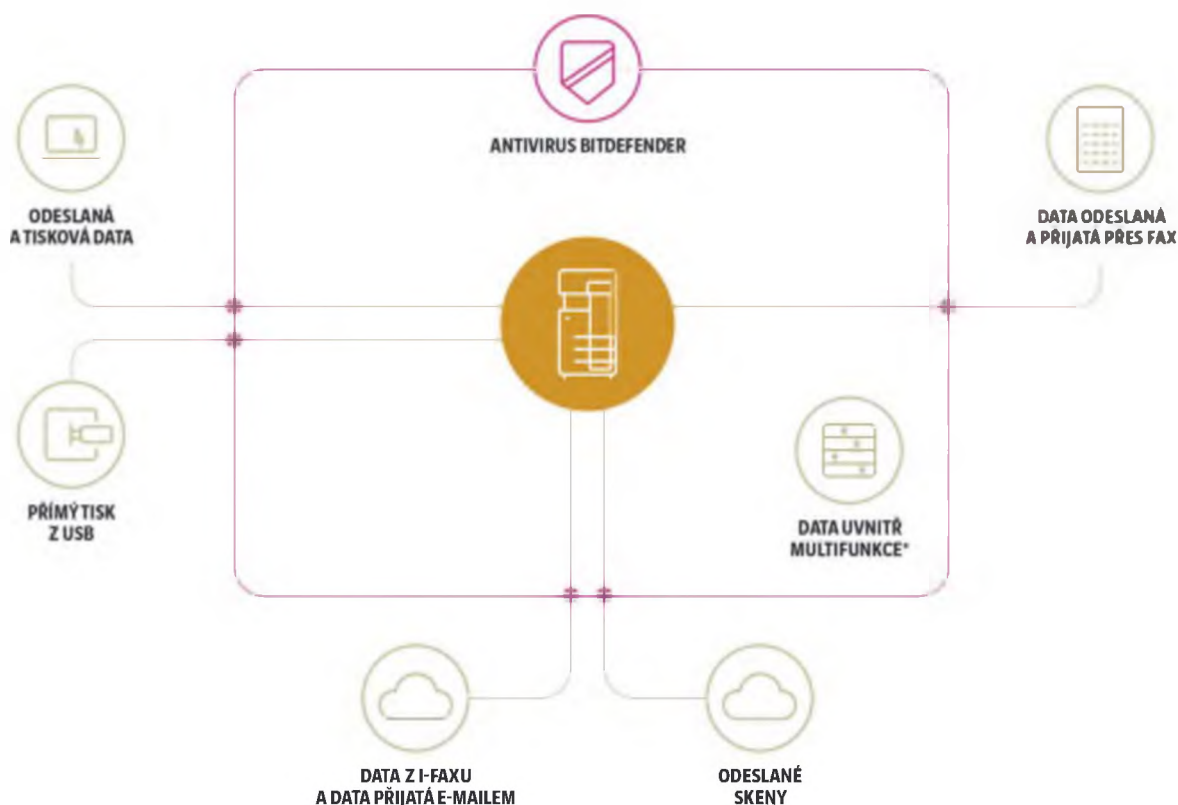 ANTIVIRUS BITDEFENDER
ODESLANÁ
A TISKOVÁ DATA
DATA ODESLANÁ
A PŘIJATÁ PŘES FAX
PŘÍMÝ TISK
Z USB
DATA UVNITŘ
MULTIFUNKCE*
DATA Z I-FAXU
A DATA PŘIJATÁ E-MAILEM
ODESLANÉ
SKENY